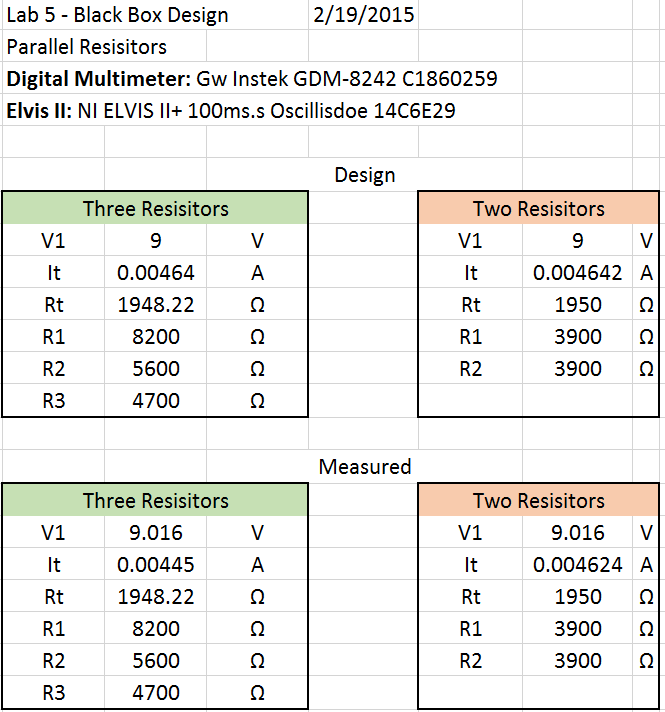 Lab 5 - Black Box Design 2/19/2015
Parallel Resisitors
Digital Multimeter: Gw Instek GDM-8242 C1860259
Elvis II: NI ELVIS II+ 100ms.s Oscillisdoe 14C6E29
Design
Three Resisitors Two Resisitors
V1 9 V V1 9 V
It 0.00464 A It 0.004642 A
Rt 1948.22 Ω Rt 1950 Ω
R1 8200 Ω R1 3900 Ω
R2 5600 Ω R2 3900 Ω
R3 4700 Ω
Measured
Three Resisitors Two Resisitors
V1 9.016 V V1 9.016 V
It 0.00445 A It 0.004624 A
Rt 1948.22 Ω Rt 1950 Ω
R1 8200 Ω R1 3900 Ω
R2 5600 Ω R2 3900 Ω
R3 4700 Ω